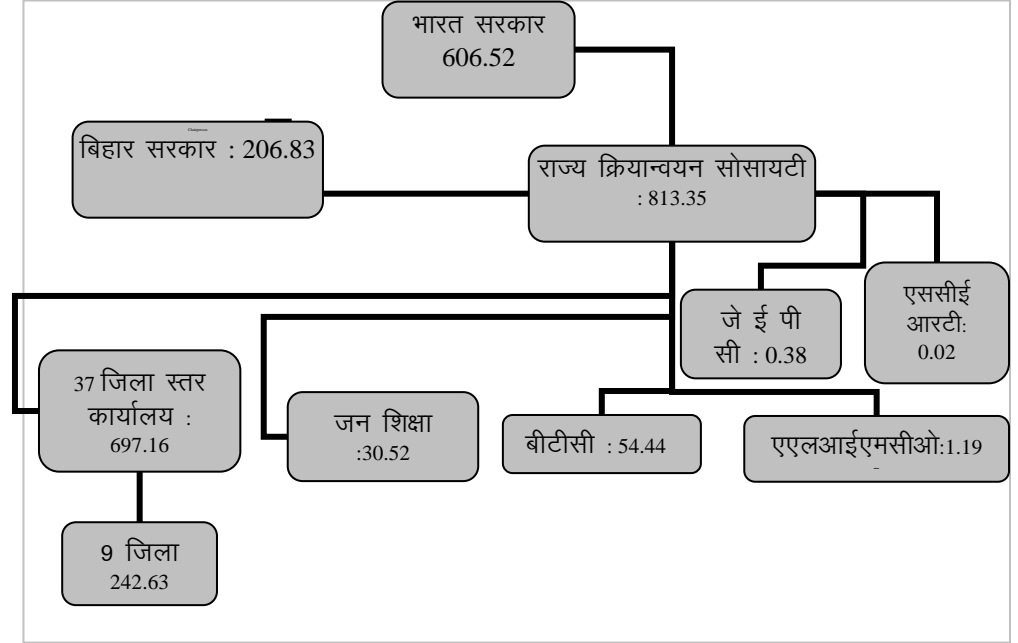 भारत सरकार
606.52
Chairperson
बिहार सरकार : 206.83
राज्य क्रियान्वयन सोसायटी
: 813.35
जे ई पी
सी : 0.38
एससीई
आरटी:
0.02
37 जिला स्तर
कार्यालय :
697.16
जन शिक्षा
:30.52
बीटीसी : 54.44
एएलआईएमसीओ:1.19
9 जिला
242.63